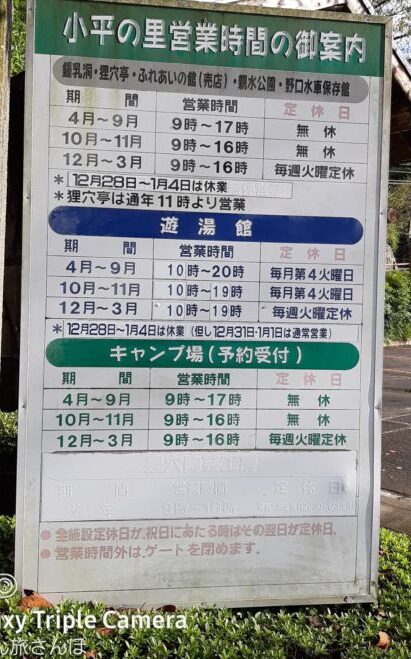 小平の里営業時間の御案内
鍾乳洞・狸穴亭・ふれあいの館(売店)・親水公園・野口水車保存館
期 間 営業時間 定休日
4月〜9月 9時〜17時 無 休
10月〜11月 9時〜16時 無 休
12月〜3月 9時〜16時 毎週火曜定休
*12月28日〜1月4日は休業
*狸穴亭は通年11時より営業
遊湯館
期 間 営業時間 定休日
4月〜9月 10時〜20時 毎月第4火曜日
10月〜11月 10時〜19時 毎月第4火曜日
12月〜3月 10時〜19時 毎週火曜定休
*12月28日〜1月4日は休業(但し12月31日・1月1日は通常営業)
キャンプ場(予約受付)
期 間 営業時間 定休日
4月〜9月 9時〜17時 無 休
10月〜11月 9時〜16時 無 休
12月〜3月 9時〜16時 毎週火曜定休
期 間 営業時間 定休日
●全施設定休日が、祝日にあたる時はその翌日が定休日。
●営業時間外は、ゲートを閉めます。
xy Triple Camera
ん旅さんぽ